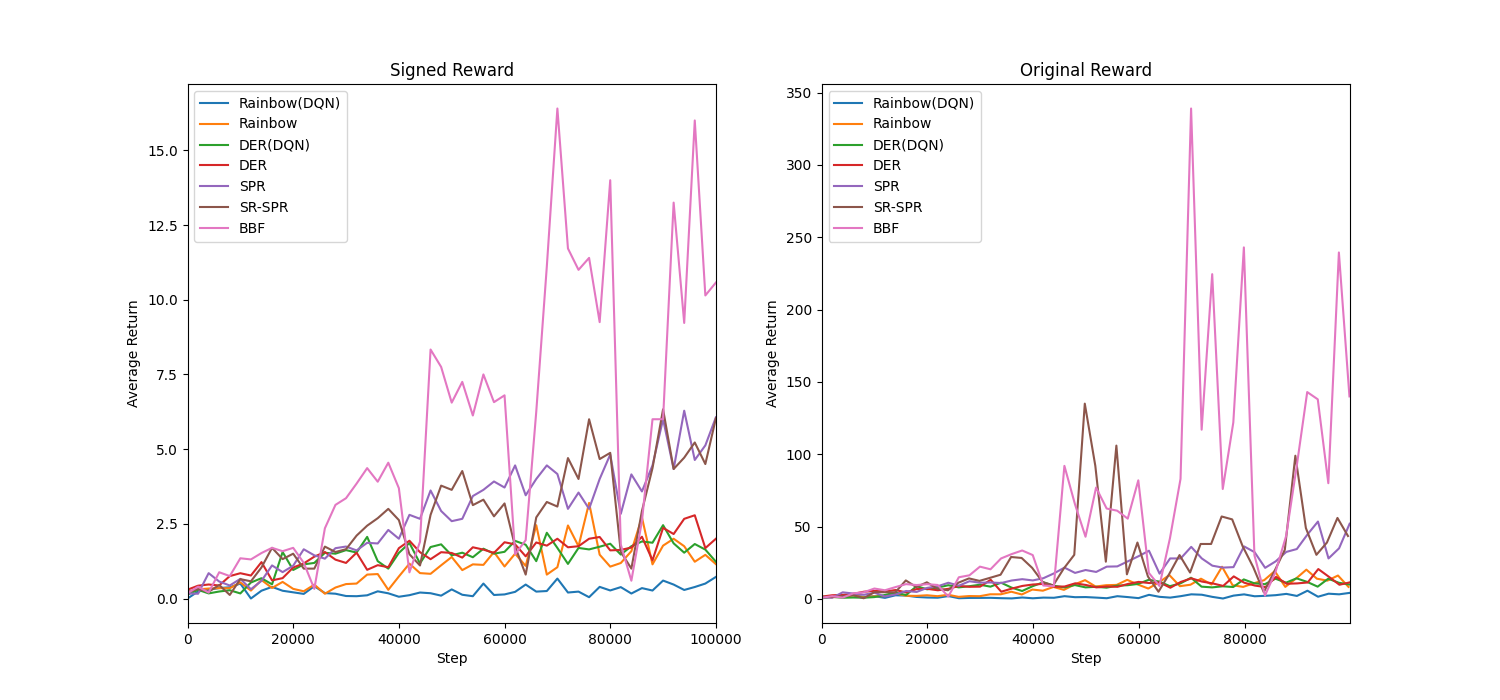 Signed Reward
Rainbow(DQN)
Rainbow
DER(DQN)
DER
SPR
SR-SPR
BBF
15.0
12.5
10.0
7.5
5.0
2.5
0.0
Average Return
0 20000 40000 60000 80000 100000
Step
Original Reward
Rainbow(DQN)
Rainbow
DER(DQN)
DER
SPR
SR-SPR
BBF
350
300
250
200
150
100
50
0
Average Return
0 20000 40000 60000 80000
Step